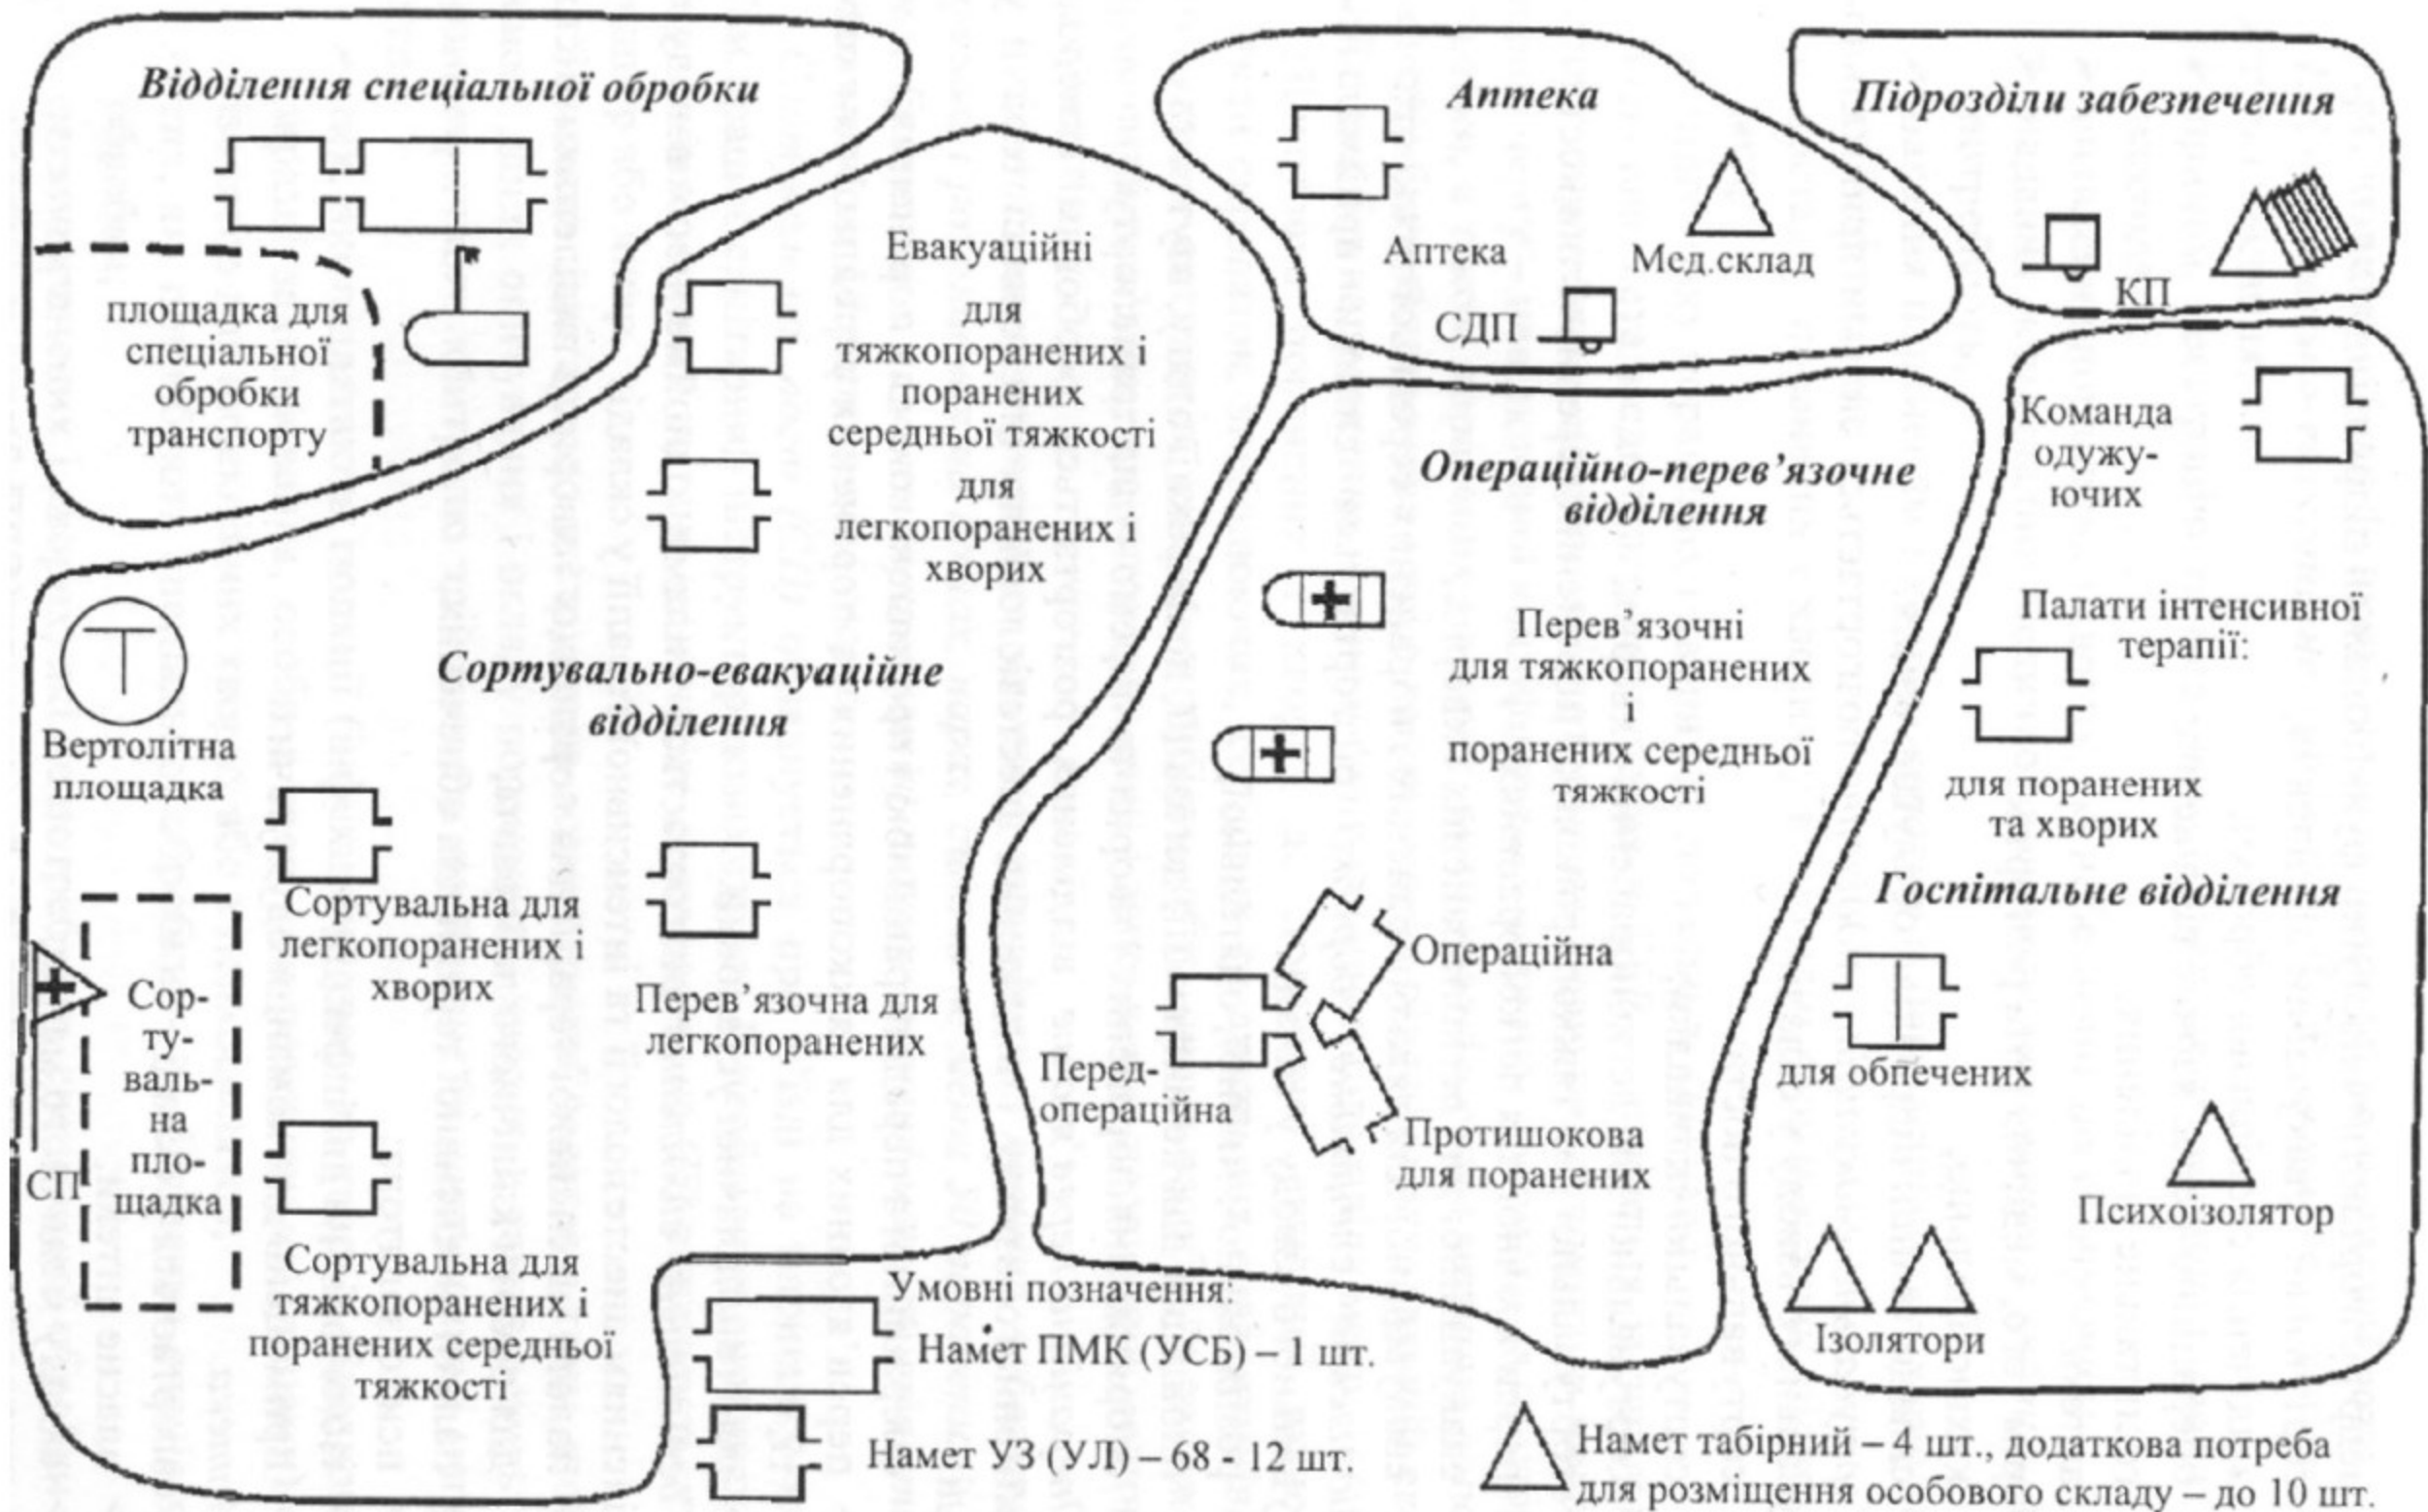 Відділення спеціальної обробки
площадка для
спеціальної
обробки
транспорту
Аптека
Аптека
Мед.склад
СДП
Підрозділи забезпечення
КП
Евакуаційні
для
тяжкопоранених і
поранених
середньої тяжкості
для
легкопоранених і
хворих
Сортувально-евакуаційне
відділення
Вертолітна
площадка
Сортувальна для
легкопоранених і
хворих
Перев’язочна для
легкопоранених
Сор-
ту-
валь-
на
пло-
щадка
СП
Сортувальна для
тяжкопоранених і
поранених середньої
тяжкості
Операційно-перев’язочне
відділення
Перев’язочні
для тяжкопоранених
і
поранених середньої
тяжкості
Операційна
Перед-
операційна
Протишокова
для поранених
Команда
одужу-
ючих
Палати інтенсивної
терапії:
для поранених
та хворих
Госпітальне відділення
для обпечених
Психоізолятор
Ізолятори
Умовні позначення:
Намет ПМК (УСБ) – 1 шт.
Намет УЗ (УЛ) – 68 - 12 шт.
Намет табірний – 4 шт., додаткова потреба
для розміщення особового складу – до 10 шт.